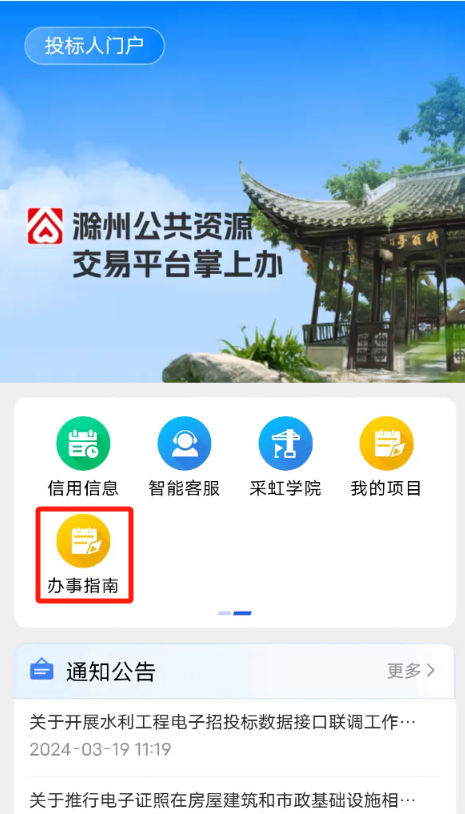 投标人门户
滁州公共资源
交易平台掌上办
信用信息
智能客服
采虹学院
我的项目
办事指南
通知公告
更多
关于开展水利工程电子招投标数据接口联调工作…
2024-03-19 11:19
关于推行电子证照在房屋建筑和市政基础设施相…